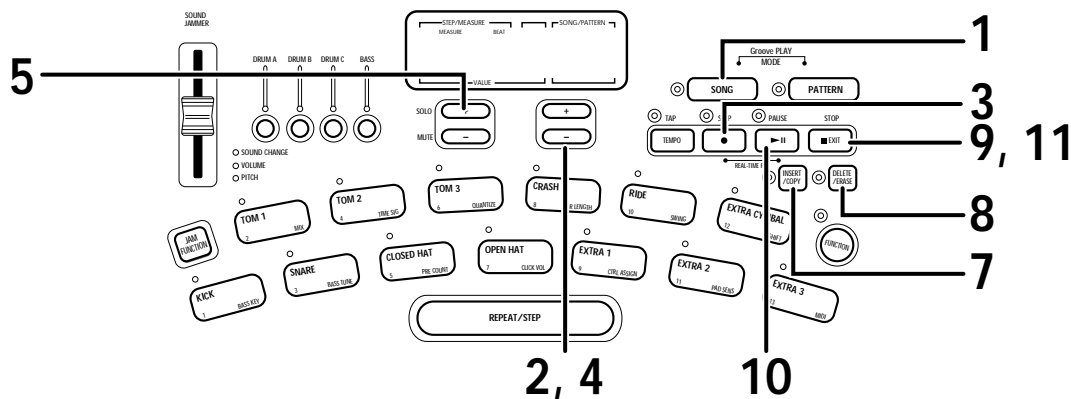 SOUND
JAMMER
STEP/MEASURE
SONG/PATTERN
MEASURE
BEAT
VALUE
1
Groove PLAY
MODE
SONG
PATTERN
DRUM A
DRUM B
DRUM C
BASS
5
SOLO
+
MUTE
–
–
3
TAP
PAUSE
STOP
TEMPO
●
►II
■ EXIT
9, 11
REAL-TIME
SOUND CHANGE
VOLUME
PITCH
INSERT
/COPY
DELETE
/ERASE
8
7
TOM 1
2
MIX
TOM 2
4
TIME SIG
TOM 3
6
QUANTIZE
CRASH
8
R LENGTH
RIDE
10
SWING
EXTRA CYMBAL
12
FUNCTION
JAM
FUNCTION
KICK
1
BASS KEY
SNARE
3
BASS TUNE
CLOSED HAT
5
PRE COUNT
OPEN HAT
7
CLICK VOL
EXTRA 1
9
CTRL ASSIGN
EXTRA 2
11
PAD SENS
EXTRA 3
13
MIDI
REPEAT/STEP
2, 4
10